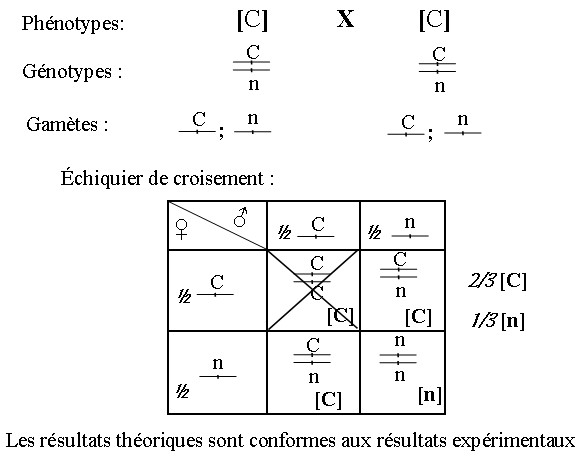 Phénotypes: [C] X [C]
Génotypes : C n C n
Gamètes : C ; n C ; n
Échiquier de croisement :
♀ ♂ ½ C ½ n
½ C C C [C] C n [C] 2/3 [C]
1/3 [n]
½ n C n [C] n n [n]
Les résultats théoriques sont conformes aux résultats expérimentaux